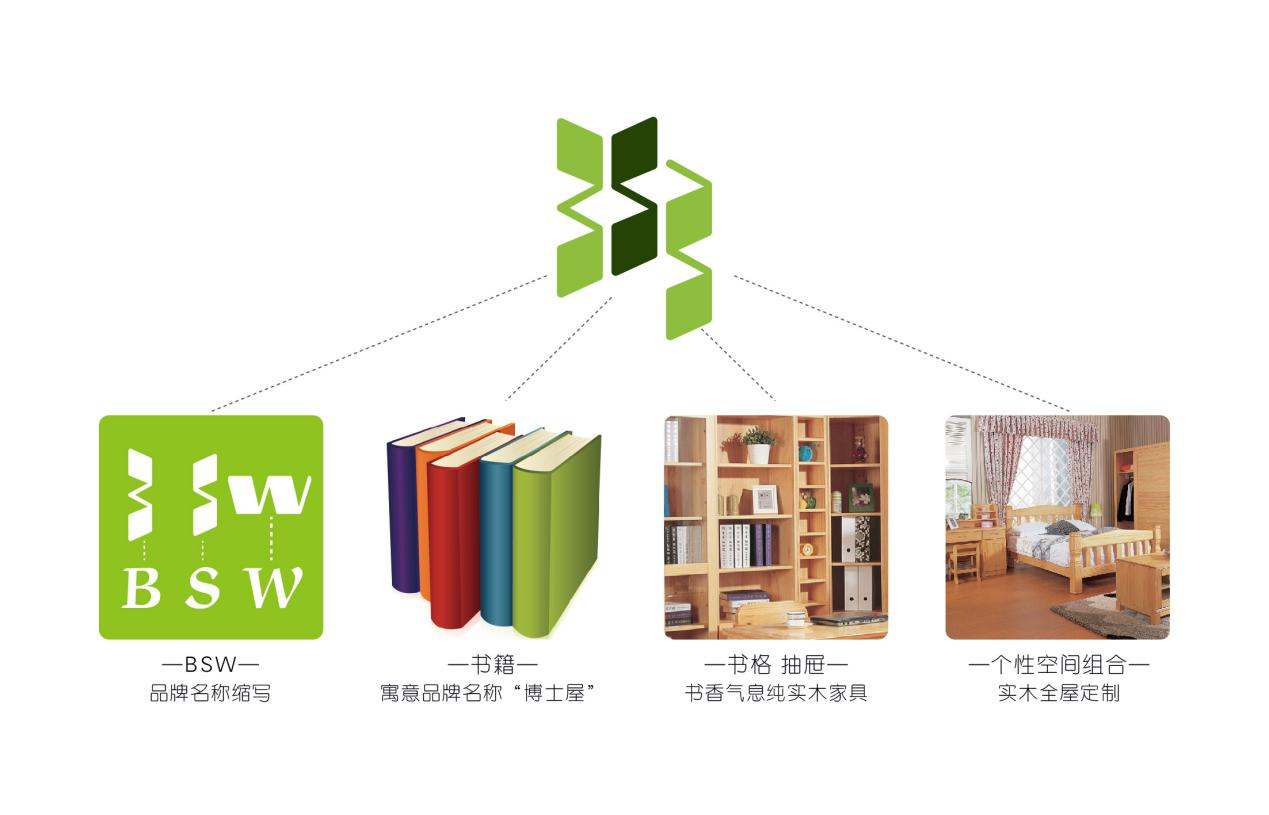 B S W
—BSW—
品牌名称缩写
—书籍—
寓意品牌名称“博士屋”
—书格 抽屉—
书香气息纯实木家具
—个性空间组合—
实木全屋定制